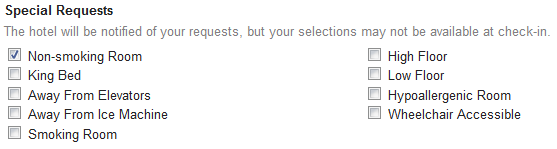 Special Requests
The hotel will be notified of your requests, but your selections may not be available at check-in.
Non-smoking Room
King Bed
Away From Elevators
Away From Ice Machine
Smoking Room
High Floor
Low Floor
Hypoallergenic Room
Wheelchair Accessible